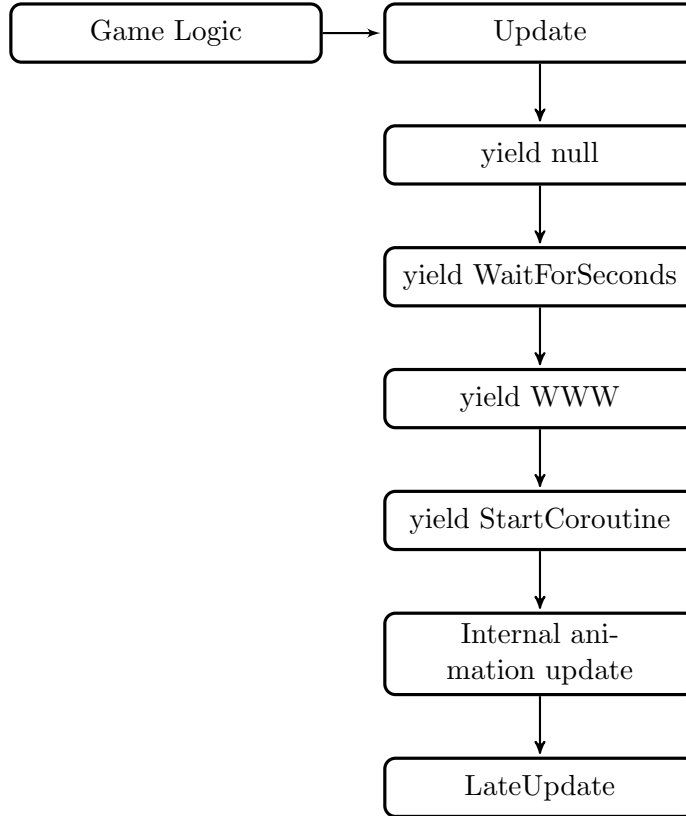 Game Logic
Update
yield null
yield WaitForSeconds
yield WWW
yield StartCoroutine
Internal ani-
mation update
LateUpdate